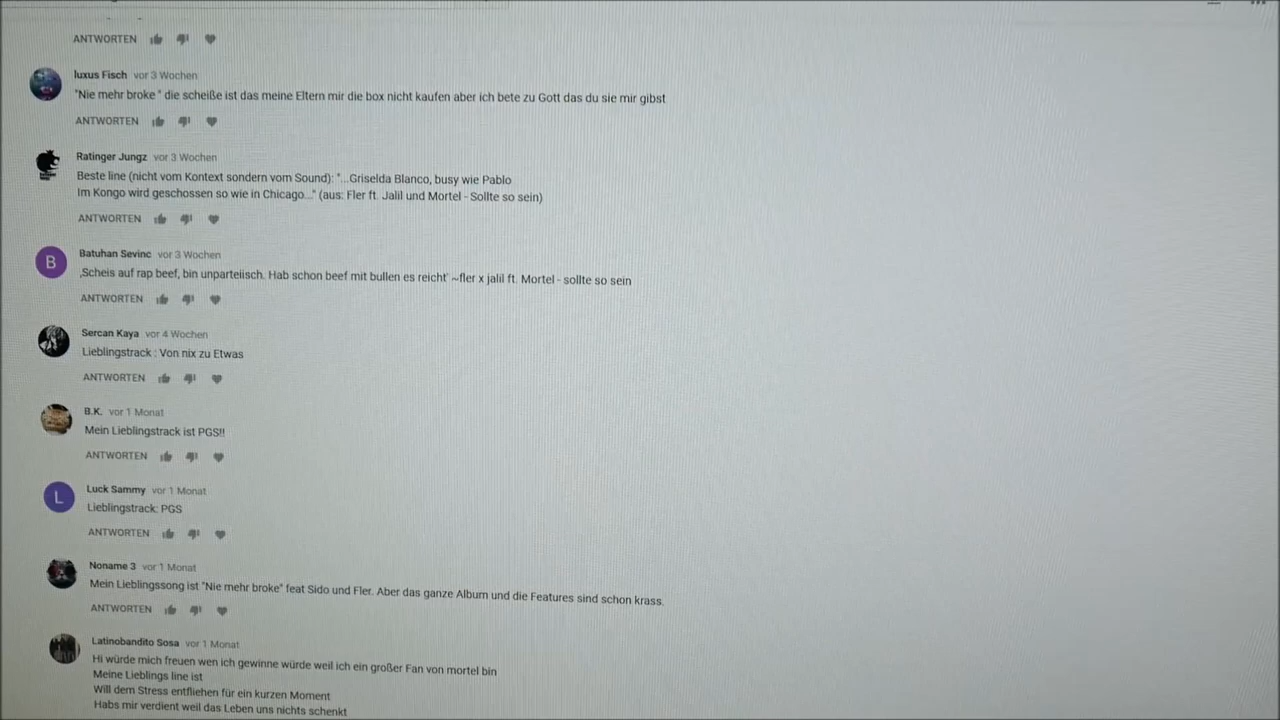 ANTWORTEN
luxus Fisch vor 3 Wochen
"Nie mehr broke " die scheiße ist das meine Eltern mir die box nicht kaufen aber ich bete zu Gott das du sie mir gibst
ANTWORTEN
Ratinger Jungz vor 3 Wochen
Beste line (nicht vom Kontext sondern vom Sound): "...Griselda Blanco, busy wie Pablo
Im Kongo wird geschossen so wie in Chicago..." (aus: Fler ft. Jalil und Mortel - Sollte so sein)
ANTWORTEN
B
Batuhan Sevinc vor 3 Wochen
,Scheis auf rap beef, bin unparteiisch. Hab schon beef mit bullen es reicht' ~fler x jalil ft. Mortel - sollte so sein
ANTWORTEN
Sercan Kaya vor 4 Wochen
Lieblingstrack : Von nix zu Etwas
ANTWORTEN
B.K. vor 1 Monat
Mein Lieblingstrack ist PGS!!
ANTWORTEN
L
Luck Sammy vor 1 Monat
Lieblingstrack: PGS
ANTWORTEN
Noname 3 vor 1 Monat
Mein Lieblingssong ist "Nie mehr broke" feat Sido und Fler. Aber das ganze Album und die Features sind schon krass.
ANTWORTEN
Latinobandito Sosa vor 1 Monat
Hi würde mich freuen wen ich gewinne würde weil ich ein großer Fan von mortel bin
Meine Lieblings line ist
Will dem Stress entfliehen für ein kurzen Moment
Habs mir verdient weil das Leben uns nichts schenkt